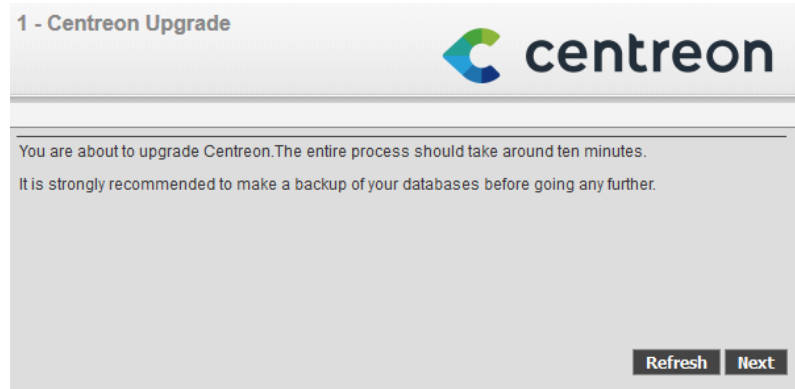 1 - Centreon Upgrade
centreon
You are about to upgrade Centreon.The entire process should take around ten minutes.
It is strongly recommended to make a backup of your databases before going any further.
Refresh Next